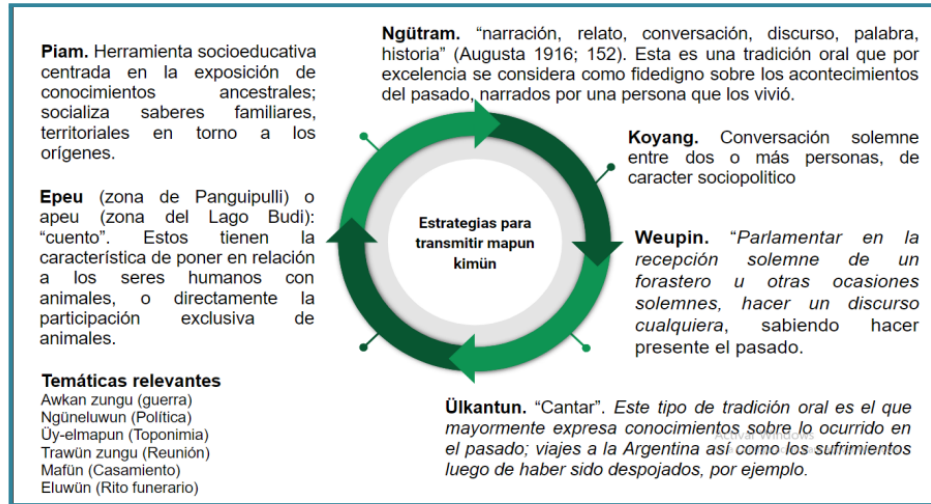 Piam. Herramienta socioeducativa
centrada en la exposición de
conocimientos ancestrales;
socializa saberes familiares,
territoriales en torno a los
orígenes.
Ngütram. “narración, relato, conversación, discurso, palabra,
historia” (Augusta 1916; 152). Esta es una tradición oral que por
excelencia se considera como fidedigno sobre los acontecimientos
del pasado, narrados por una persona que los vivió.
Koyang. Conversación solemne
entre dos o más personas, de
caracter sociopolitico
Epeu (zona de Panguipulli) o
apeu (zona del Lago Budi):
“cuento”. Estos tienen la
característica de poner en relación
a los seres humanos con
animales, o directamente la
participación exclusiva de
animales.
Estrategias para
transmitir mapun
kimün
Weupin. “Parlamentar en la
recepción solemne de un
forastero u otras ocasiones
solemnes, hacer un discurso
cualquiera, sabiendo hacer
presente el pasado.
Temáticas relevantes
Awkan zungu (guerra)
Ngüneluwun (Política)
Üy-elmapun (Toponimia)
Trawün zungu (Reunión)
Mafün (Casamiento)
Eluwün (Rito funerario)
Ülkantun. “Cantar”. Este tipo de tradición oral es el que
mayormente expresa conocimientos sobre lo ocurrido en
el pasado; viajes a la Argentina así como los sufrimientos
luego de haber sido despojados, por ejemplo.
Activar Windows